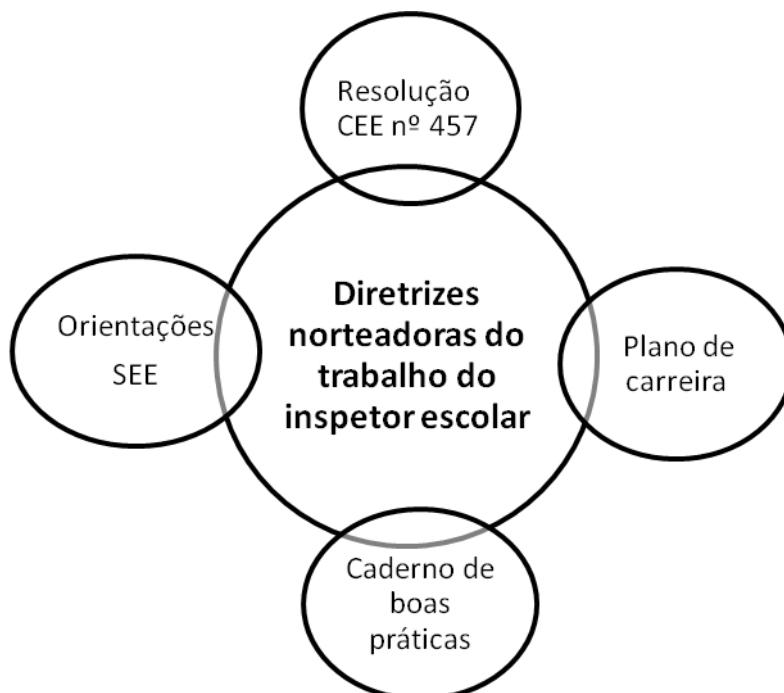 Resolução
CEE nº 457
Diretrizes
norteadoras do
trabalho do
inspetor escolar
Orientações
SEE
Plano de
carreira
Caderno de
boas
práticas